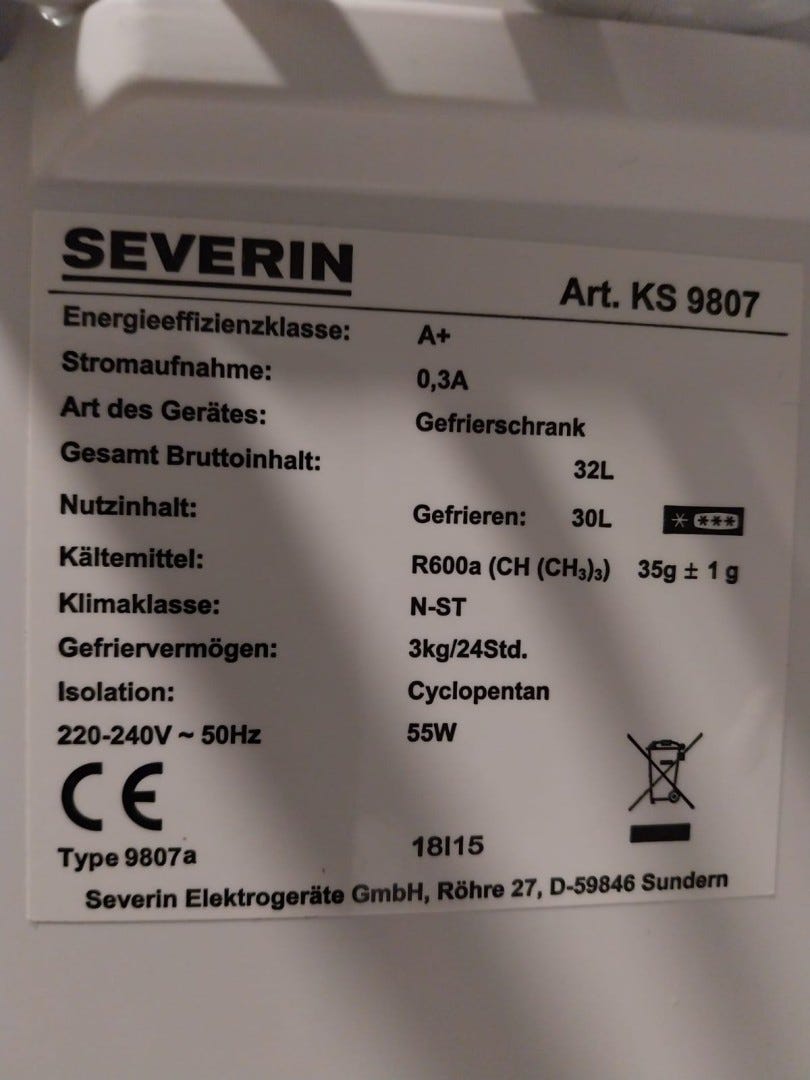 SEVERIN
Art. KS 9807
Energieeffizienzklasse: A+
Stromaufnahme: 0,3A
Art des Gerätes: Gefrierschrank
Gesamt Bruttoinhalt: 32L
Nutzinhalt: Gefrieren: 30L
Kältemittel: R600a (CH (CH₃)₃) 35g ± 1 g
Klimaklasse: N-ST
Gefriervermögen: 3kg/24Std.
Isolation: Cyclopentan
220-240V ~ 50Hz 55W
CE
Type 9807a 18I15
Severin Elektrogeräte GmbH, Röhre 27, D-59846 Sundern